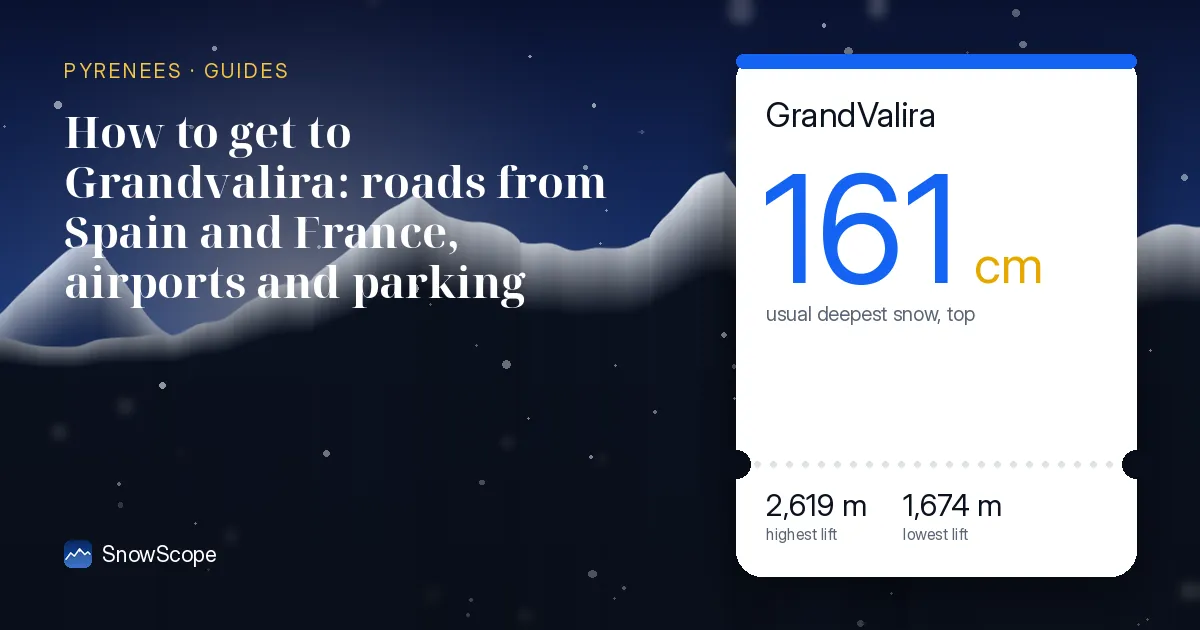 PYRENEES · GUIDES
How to get to
Grandvalira: roads from
Spain and France,
airports and parking
SnowScope
GrandValira
161 cm
usual deepest snow, top
2,619 m
highest lift
1,674 m
lowest lift